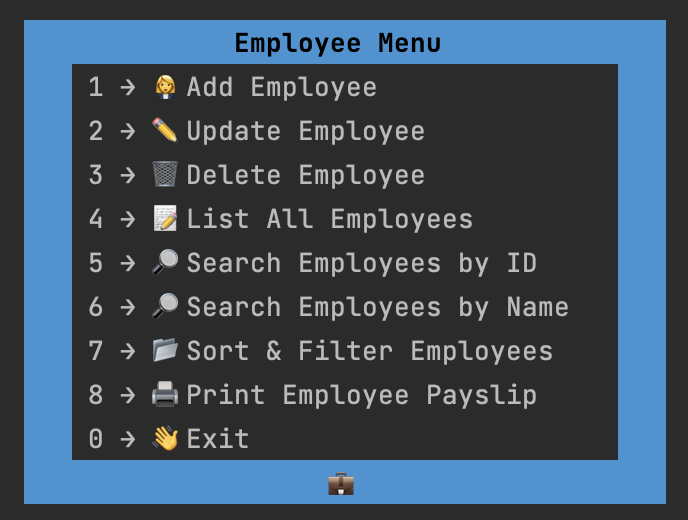 Employee Menu
1 → 👩‍💼 Add Employee
2 → ✏️ Update Employee
3 → 🗑️ Delete Employee
4 → 📝 List All Employees
5 → 🔎 Search Employees by ID
6 → 🔎 Search Employees by Name
7 → 📂 Sort & Filter Employees
8 → 🖨️ Print Employee Payslip
0 → 👋 Exit
💼